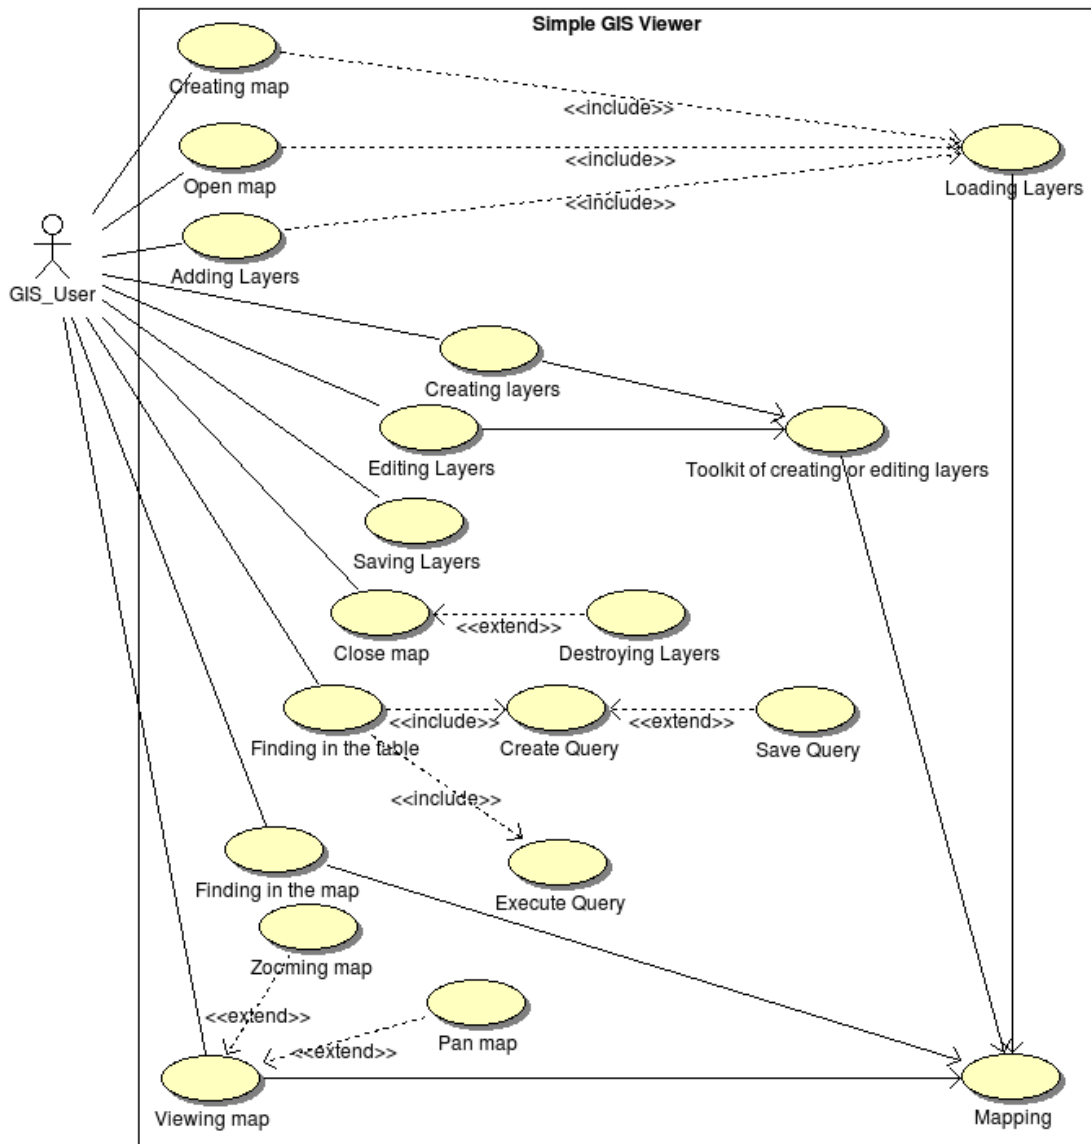 Simple GIS Viewer
Creating map
<<include>>
Open map
<<include>>
Loading Layers
<<include>>
Adding Layers
GIS_User
Creating layers
Editing Layers
Toolkit of creating or editing layers
Saving Layers
Close map
<<extend>>
Destroying Layers
Finding in the table
<<include>>
Create Query
<<extend>>
Save Query
<<include>>
Finding in the map
Execute Query
Zooming map
<<extend>>
Pan map
<<extend>>
Viewing map
Mapping